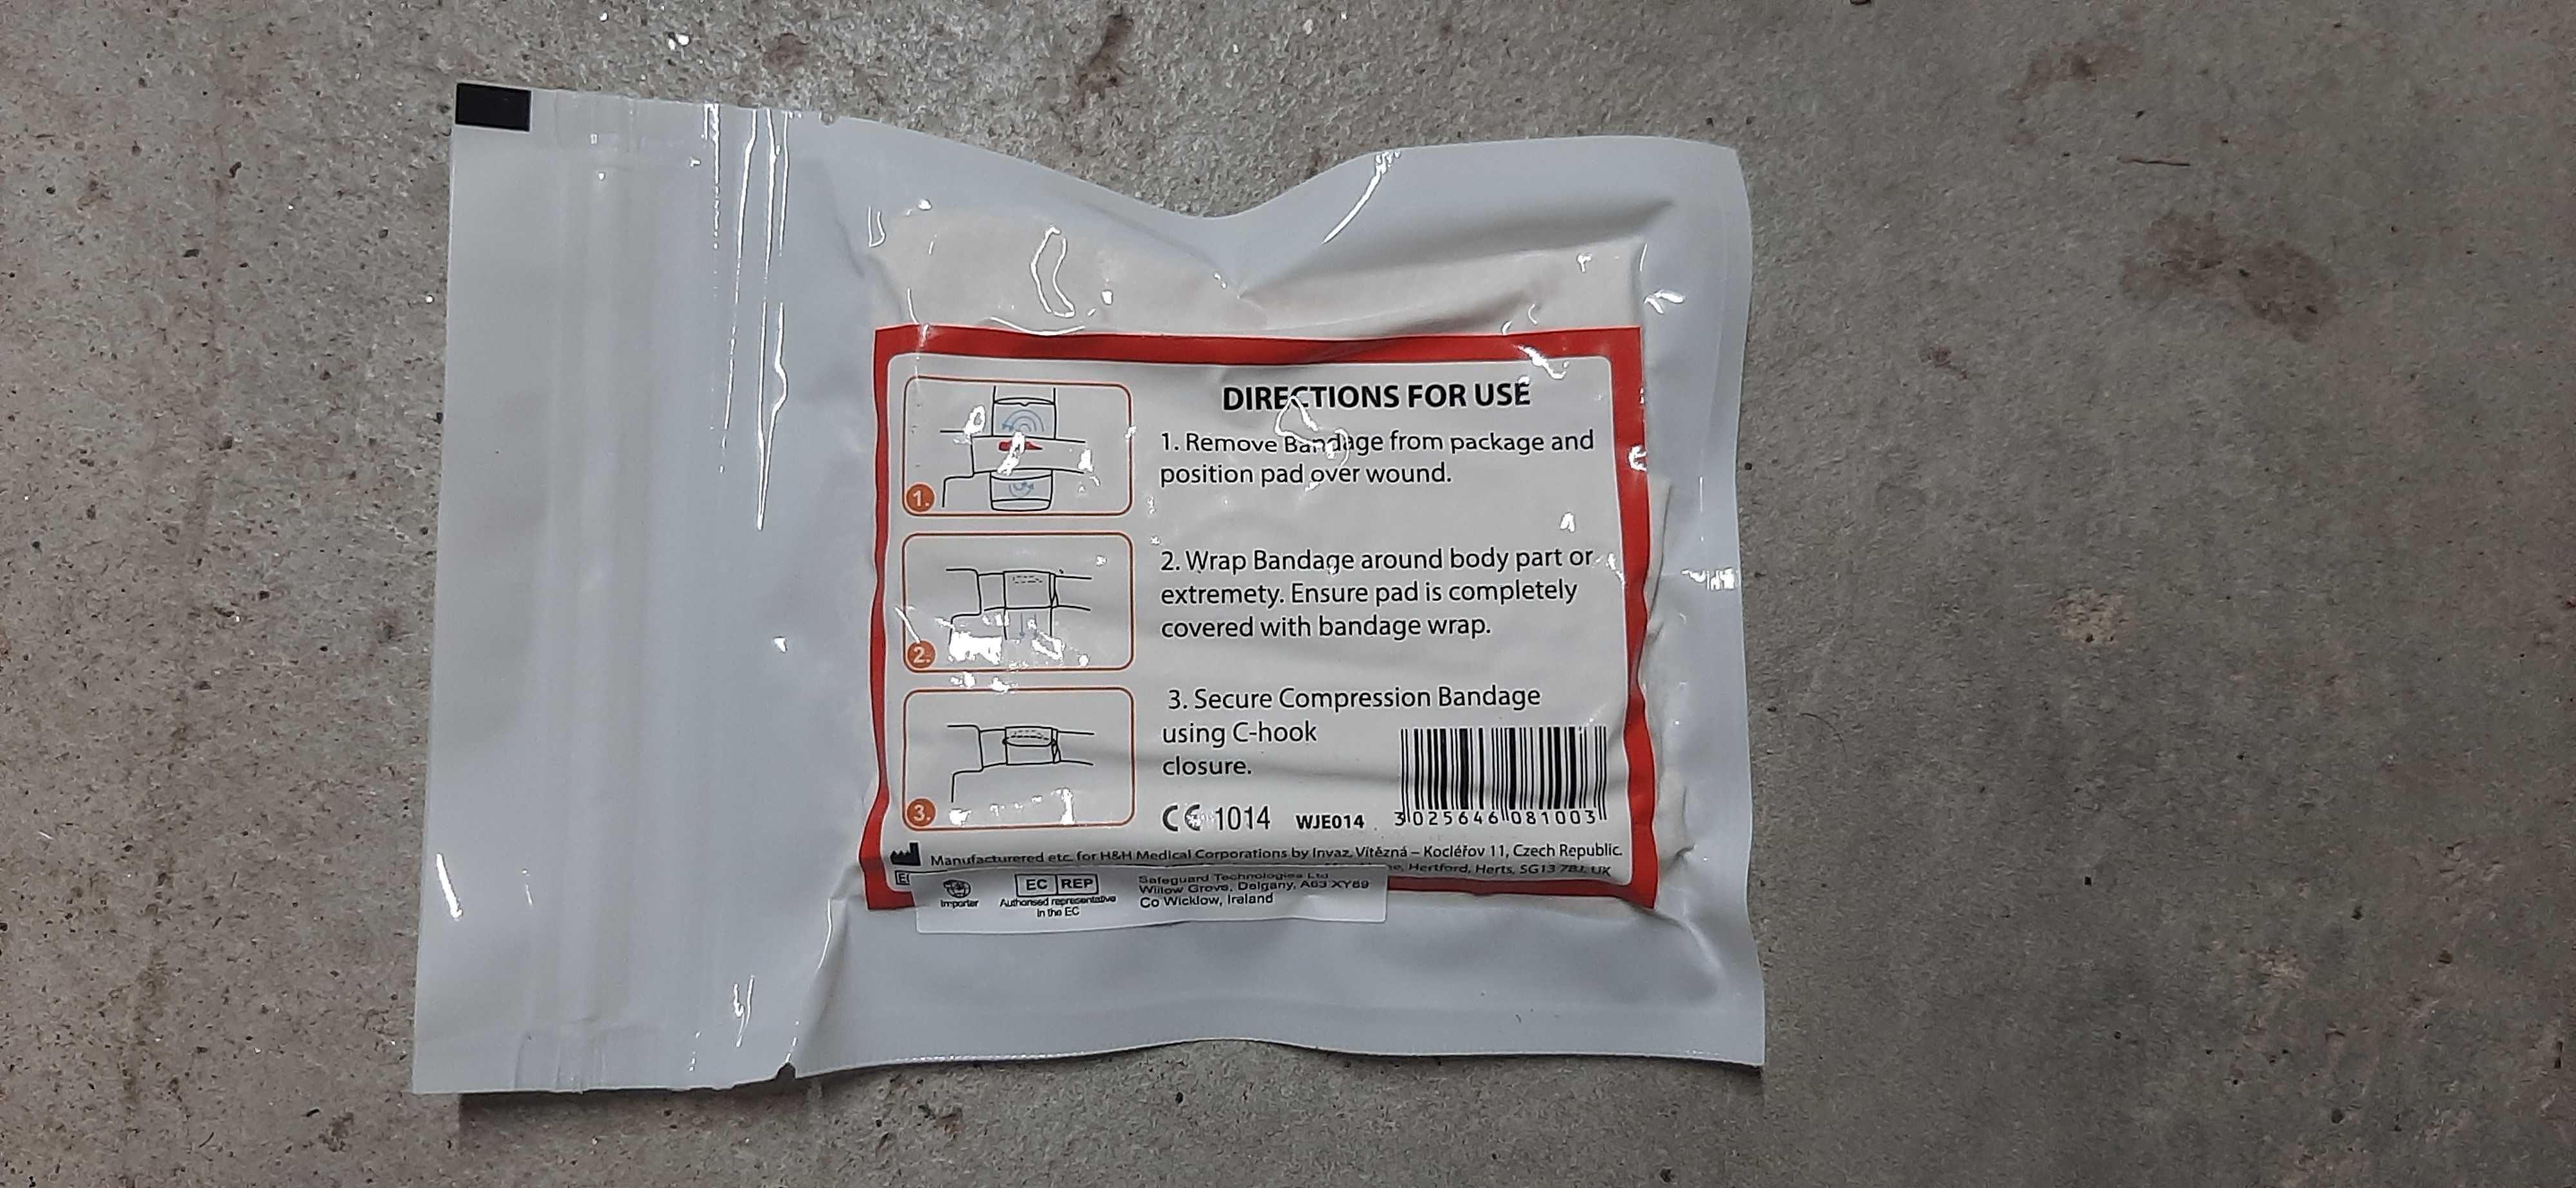 DIRECTIONS FOR USE
1. Remove Bandage from package and
position pad over wound.
1.
2. Wrap Bandage around body part or
extremety. Ensure pad is completely
covered with bandage wrap.
2.
3. Secure Compression Bandage
using C-hook
closure.
3.
CE 1014 WJE014 3 025646 081003
Manufacturered etc. for H&H Medical Corporations by Invaz, Vítězná – Kocléřov 11, Czech Republic.
Hertford, Herts, SG13 7BJ, UK
Importer
EC REP
Authorised representative
in the EC
Safeguard Technologies Ltd
Willow Grove, Delgany, A63 XY89
Co Wicklow, Ireland